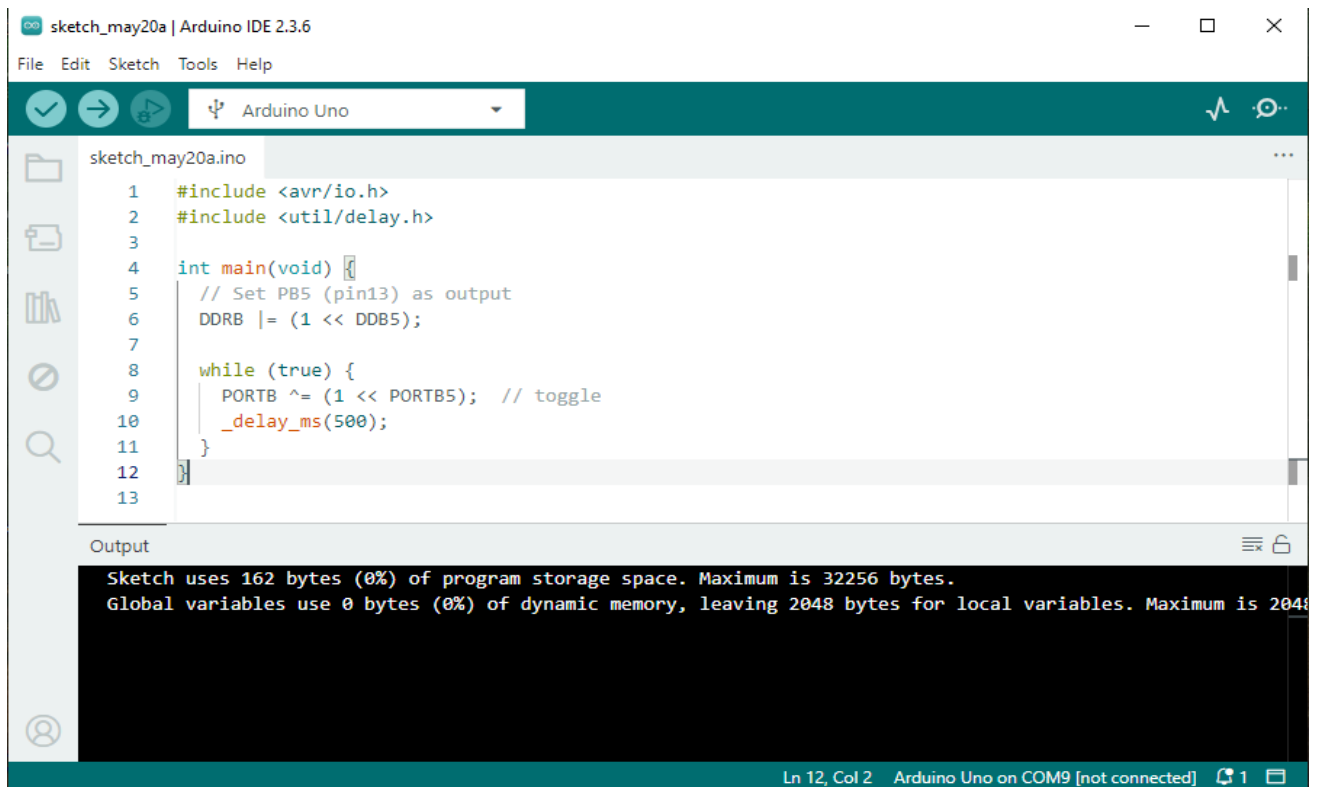 sketch_may20a | Arduino IDE 2.3.6
File Edit Sketch Tools Help
Arduino Uno
sketch_may20a.ino
1 #include <avr/io.h>
2 #include <util/delay.h>
3
4 int main(void) {
5 // Set PB5 (pin13) as output
6 DDRB |= (1 << DDB5);
7
8 while (true) {
9 PORTB ^= (1 << PORTB5); // toggle
10 _delay_ms(500);
11 }
12 }
13
Output
Sketch uses 162 bytes (0%) of program storage space. Maximum is 32256 bytes.
Global variables use 0 bytes (0%) of dynamic memory, leaving 2048 bytes for local variables. Maximum is 2048
Ln 12, Col 2 Arduino Uno on COM9 [not connected] 1